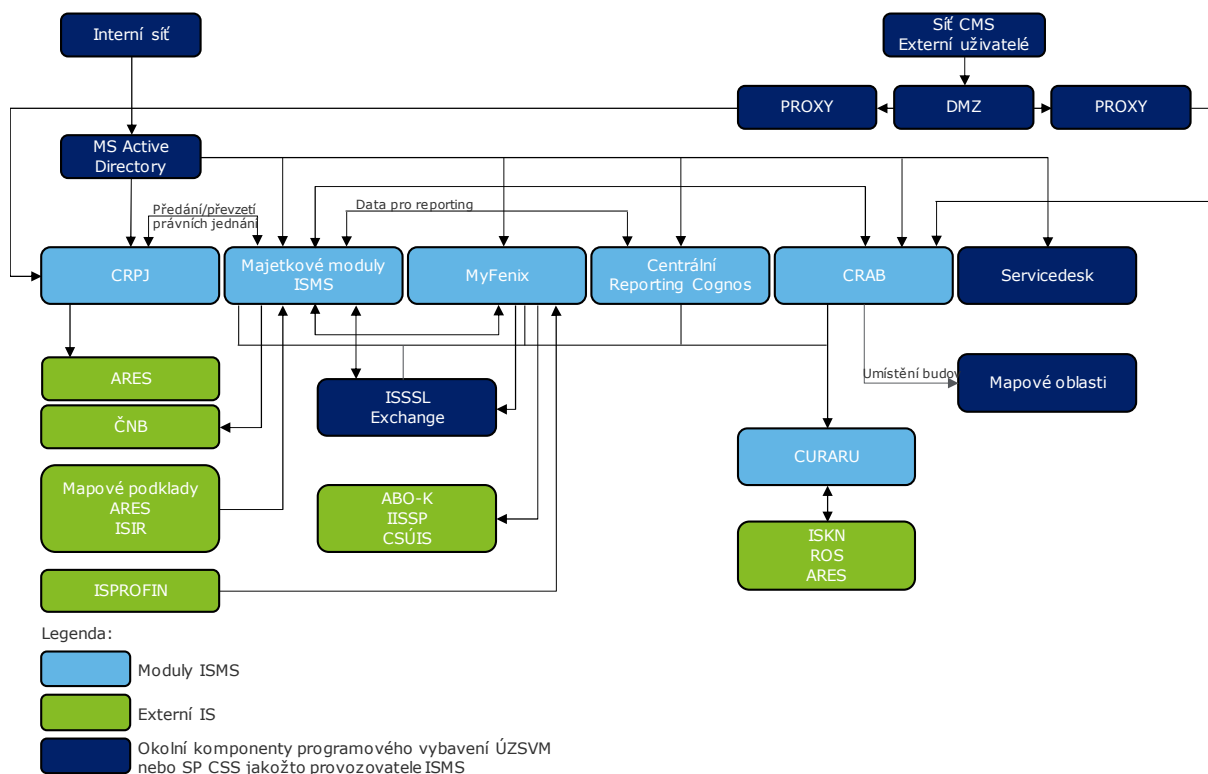 Interní síť
Síť CMS
Externí uživatelé
PROXY
DMZ
PROXY
MS Active
Directory
Předání/převzetí
právních jednání
Data pro reporting
CRPJ
Majetkové moduly
ISMS
MyFenix
Centrální
Reporting Cognos
CRAB
Servicedesk
ARES
ČNB
ISSSL
Exchange
Umístění budov
Mapové oblasti
CURARU
Mapové podklady
ARES
ISIR
ABO-K
IISSP
CSÚIS
ISKN
ROS
ARES
ISPROFIN
Legenda:
Moduly ISMS
Externí IS
Okolní komponenty programového vybavení ÚZSVM
nebo SP CSS jakožto provozovatele ISMS